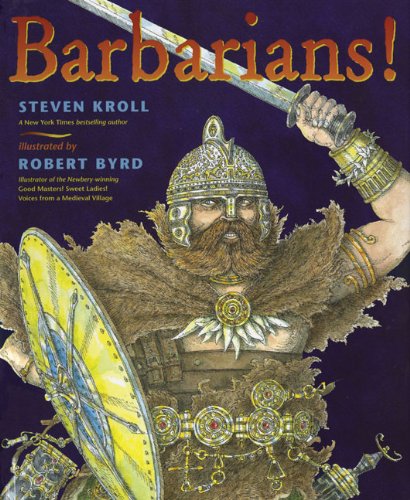 Barbarians!
STEVEN KROLL
A New York Times bestselling author
illustrated by
ROBERT BYRD
Illustrator of the Newbery-winning
Good Masters! Sweet Ladies!
Voices from a Medieval Village